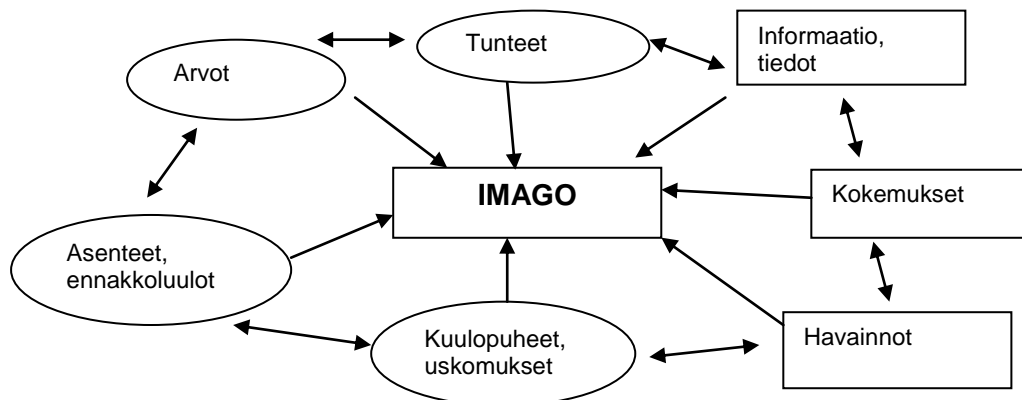 Tunteet
Informaatio,
tiedot
Arvot
IMAGO
Kokemukset
Asenteet,
ennakkoluulot
Kuulopuheet,
uskomukset
Havainnot